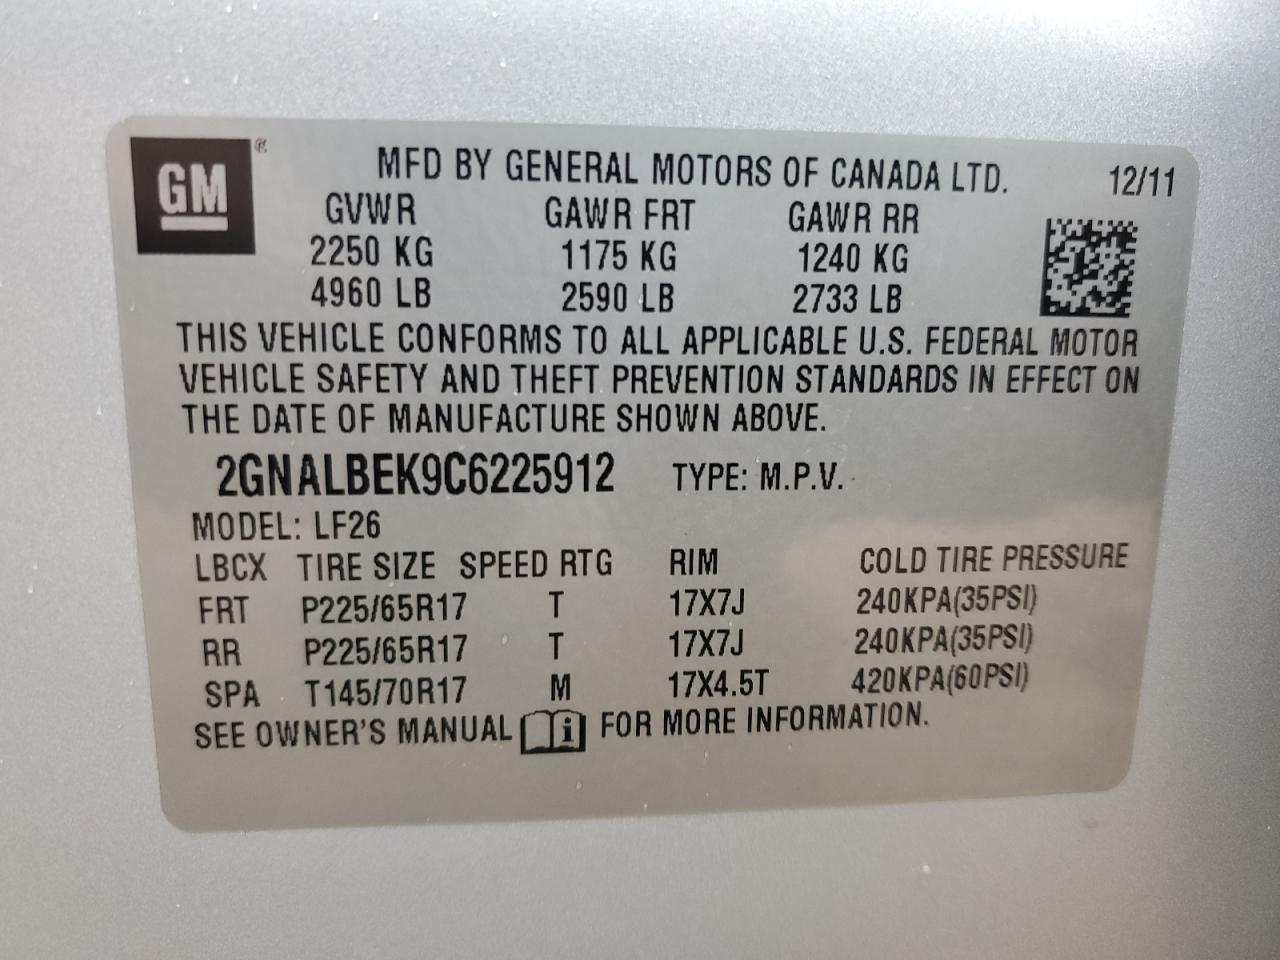 GM ®
MFD BY GENERAL MOTORS OF CANADA LTD. 12/11
GVWR GAWR FRT GAWR RR
2250 KG 1175 KG 1240 KG
4960 LB 2590 LB 2733 LB
THIS VEHICLE CONFORMS TO ALL APPLICABLE U.S. FEDERAL MOTOR
VEHICLE SAFETY AND THEFT PREVENTION STANDARDS IN EFFECT ON
THE DATE OF MANUFACTURE SHOWN ABOVE.
2GNALBEK9C6225912 TYPE: M.P.V.
MODEL: LF26
LBCX TIRE SIZE SPEED RTG RIM COLD TIRE PRESSURE
FRT P225/65R17 T 17X7J 240KPA(35PSI)
RR P225/65R17 T 17X7J 240KPA(35PSI)
SPA T145/70R17 M 17X4.5T 420KPA(60PSI)
SEE OWNER'S MANUAL i FOR MORE INFORMATION.